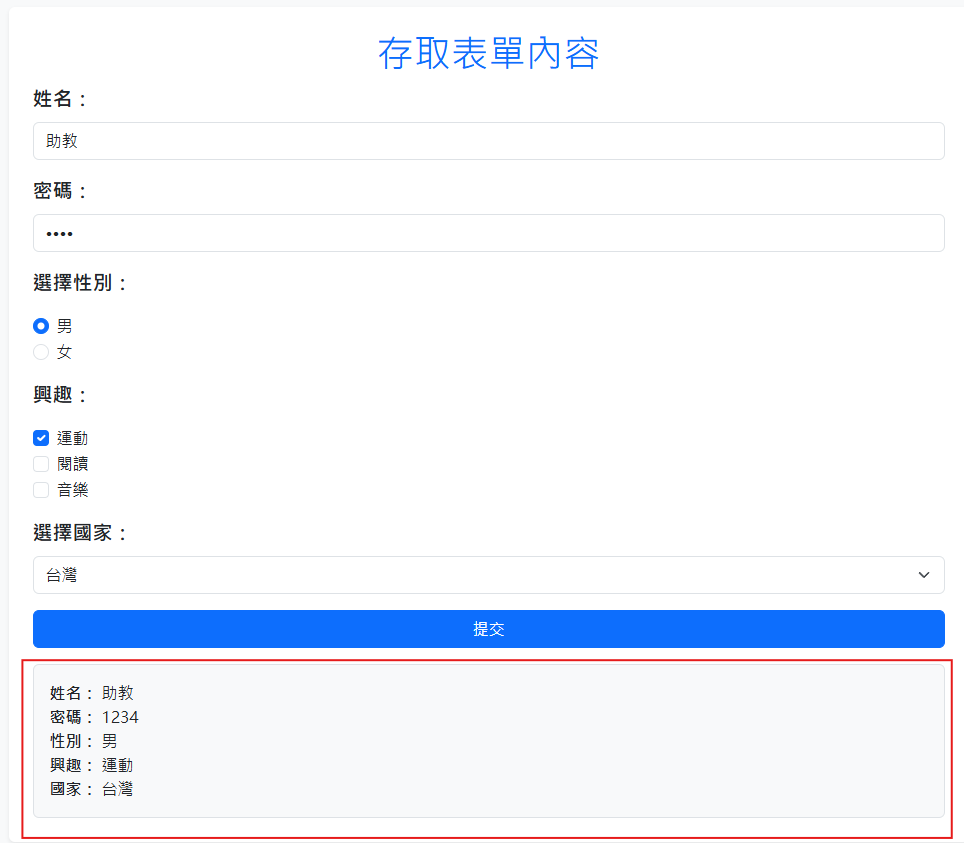 存取表單內容
姓名：
助教
密碼：
••••
選擇性別：
男
女
興趣：
運動
閱讀
音樂
選擇國家：
台灣
提交
姓名： 助教
密碼： 1234
性別： 男
興趣： 運動
國家： 台灣